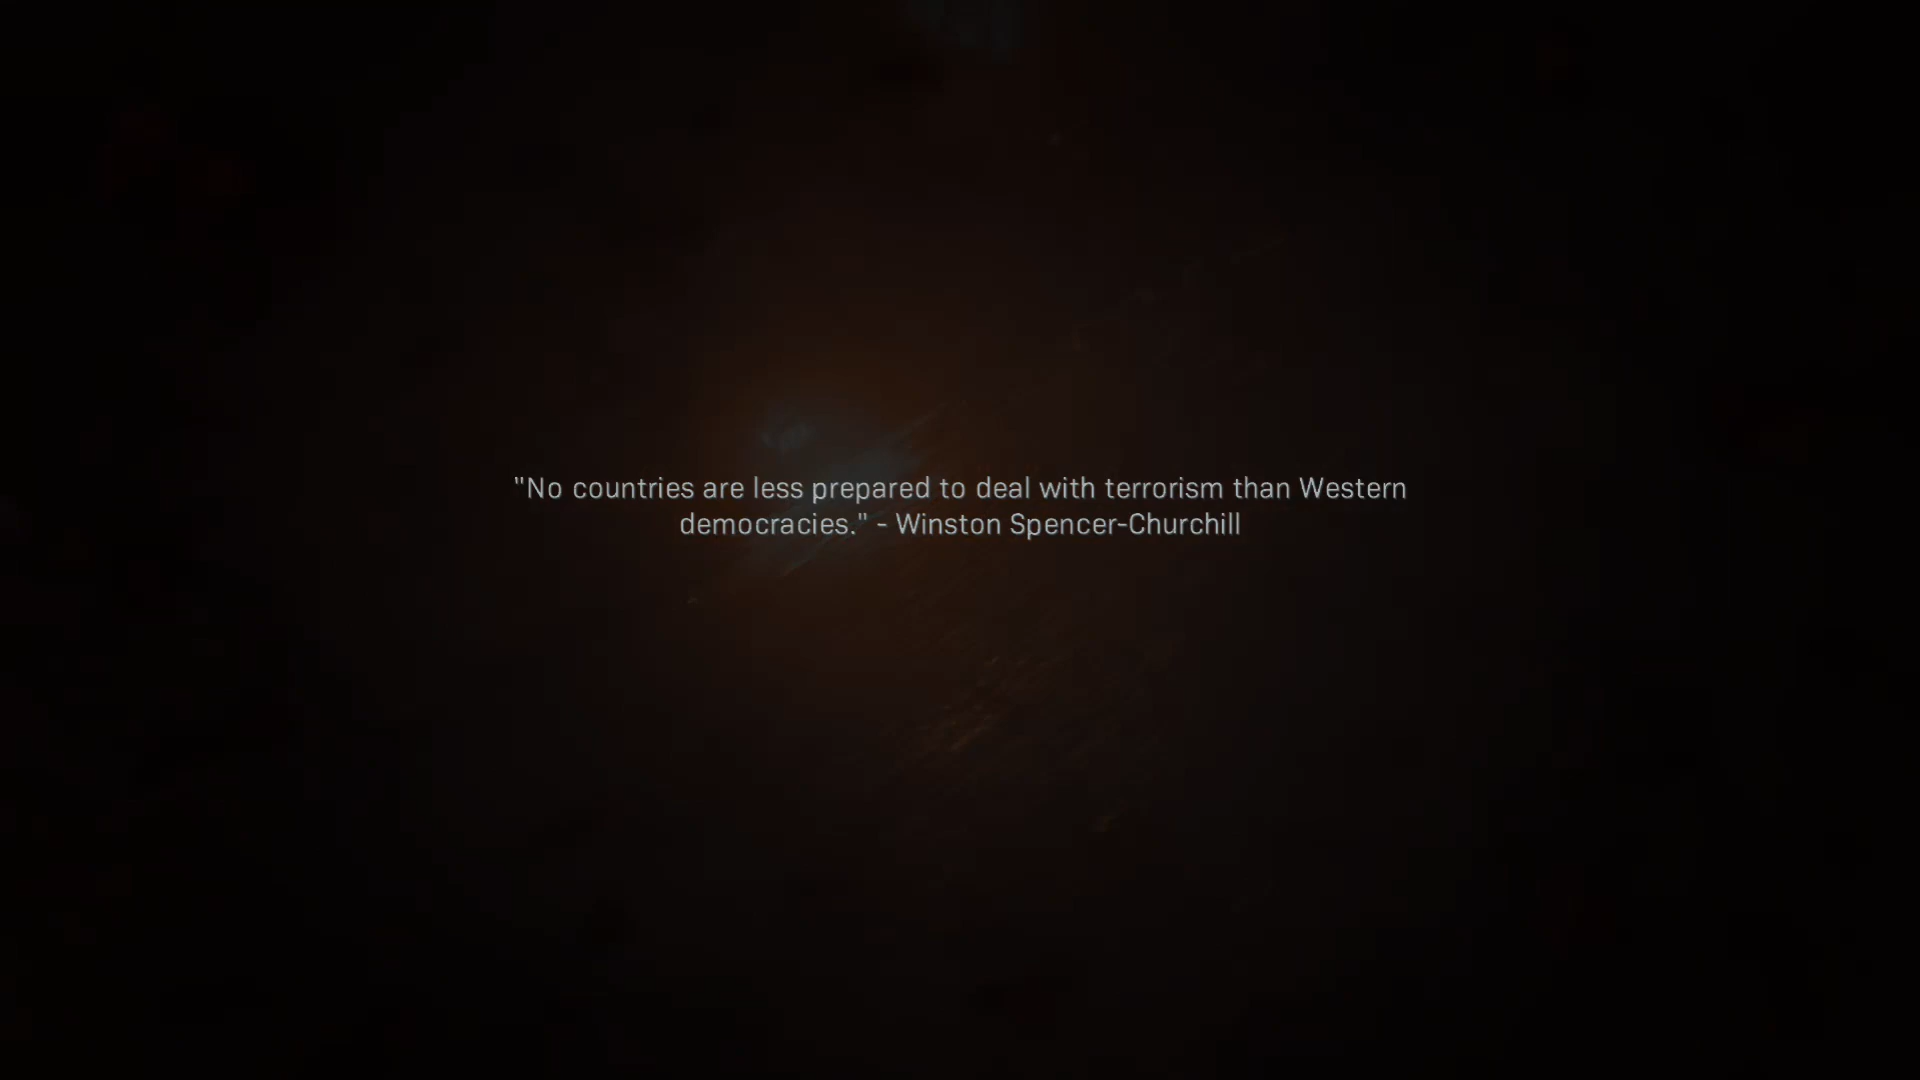 "No countries are less prepared to deal with terrorism than Western
democracies." - Winston Spencer-Churchill